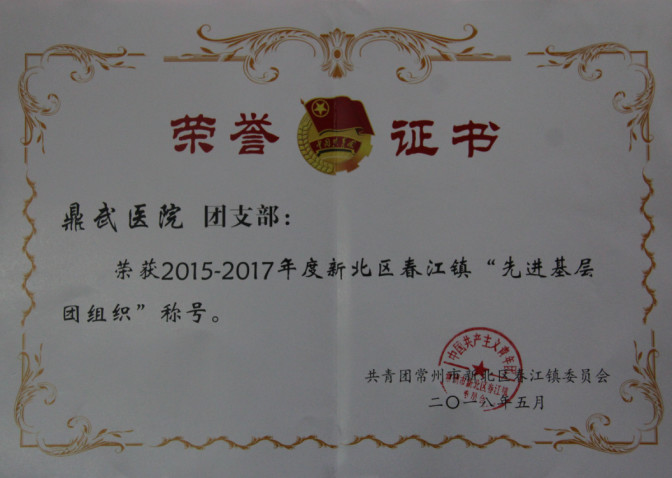 荣誉 证书
鼎武医院 团支部：
荣获2015-2017年度新北区春江镇“先进基层
团组织”称号。
共青团常州市新北区春江镇委员会
二〇一八年五月